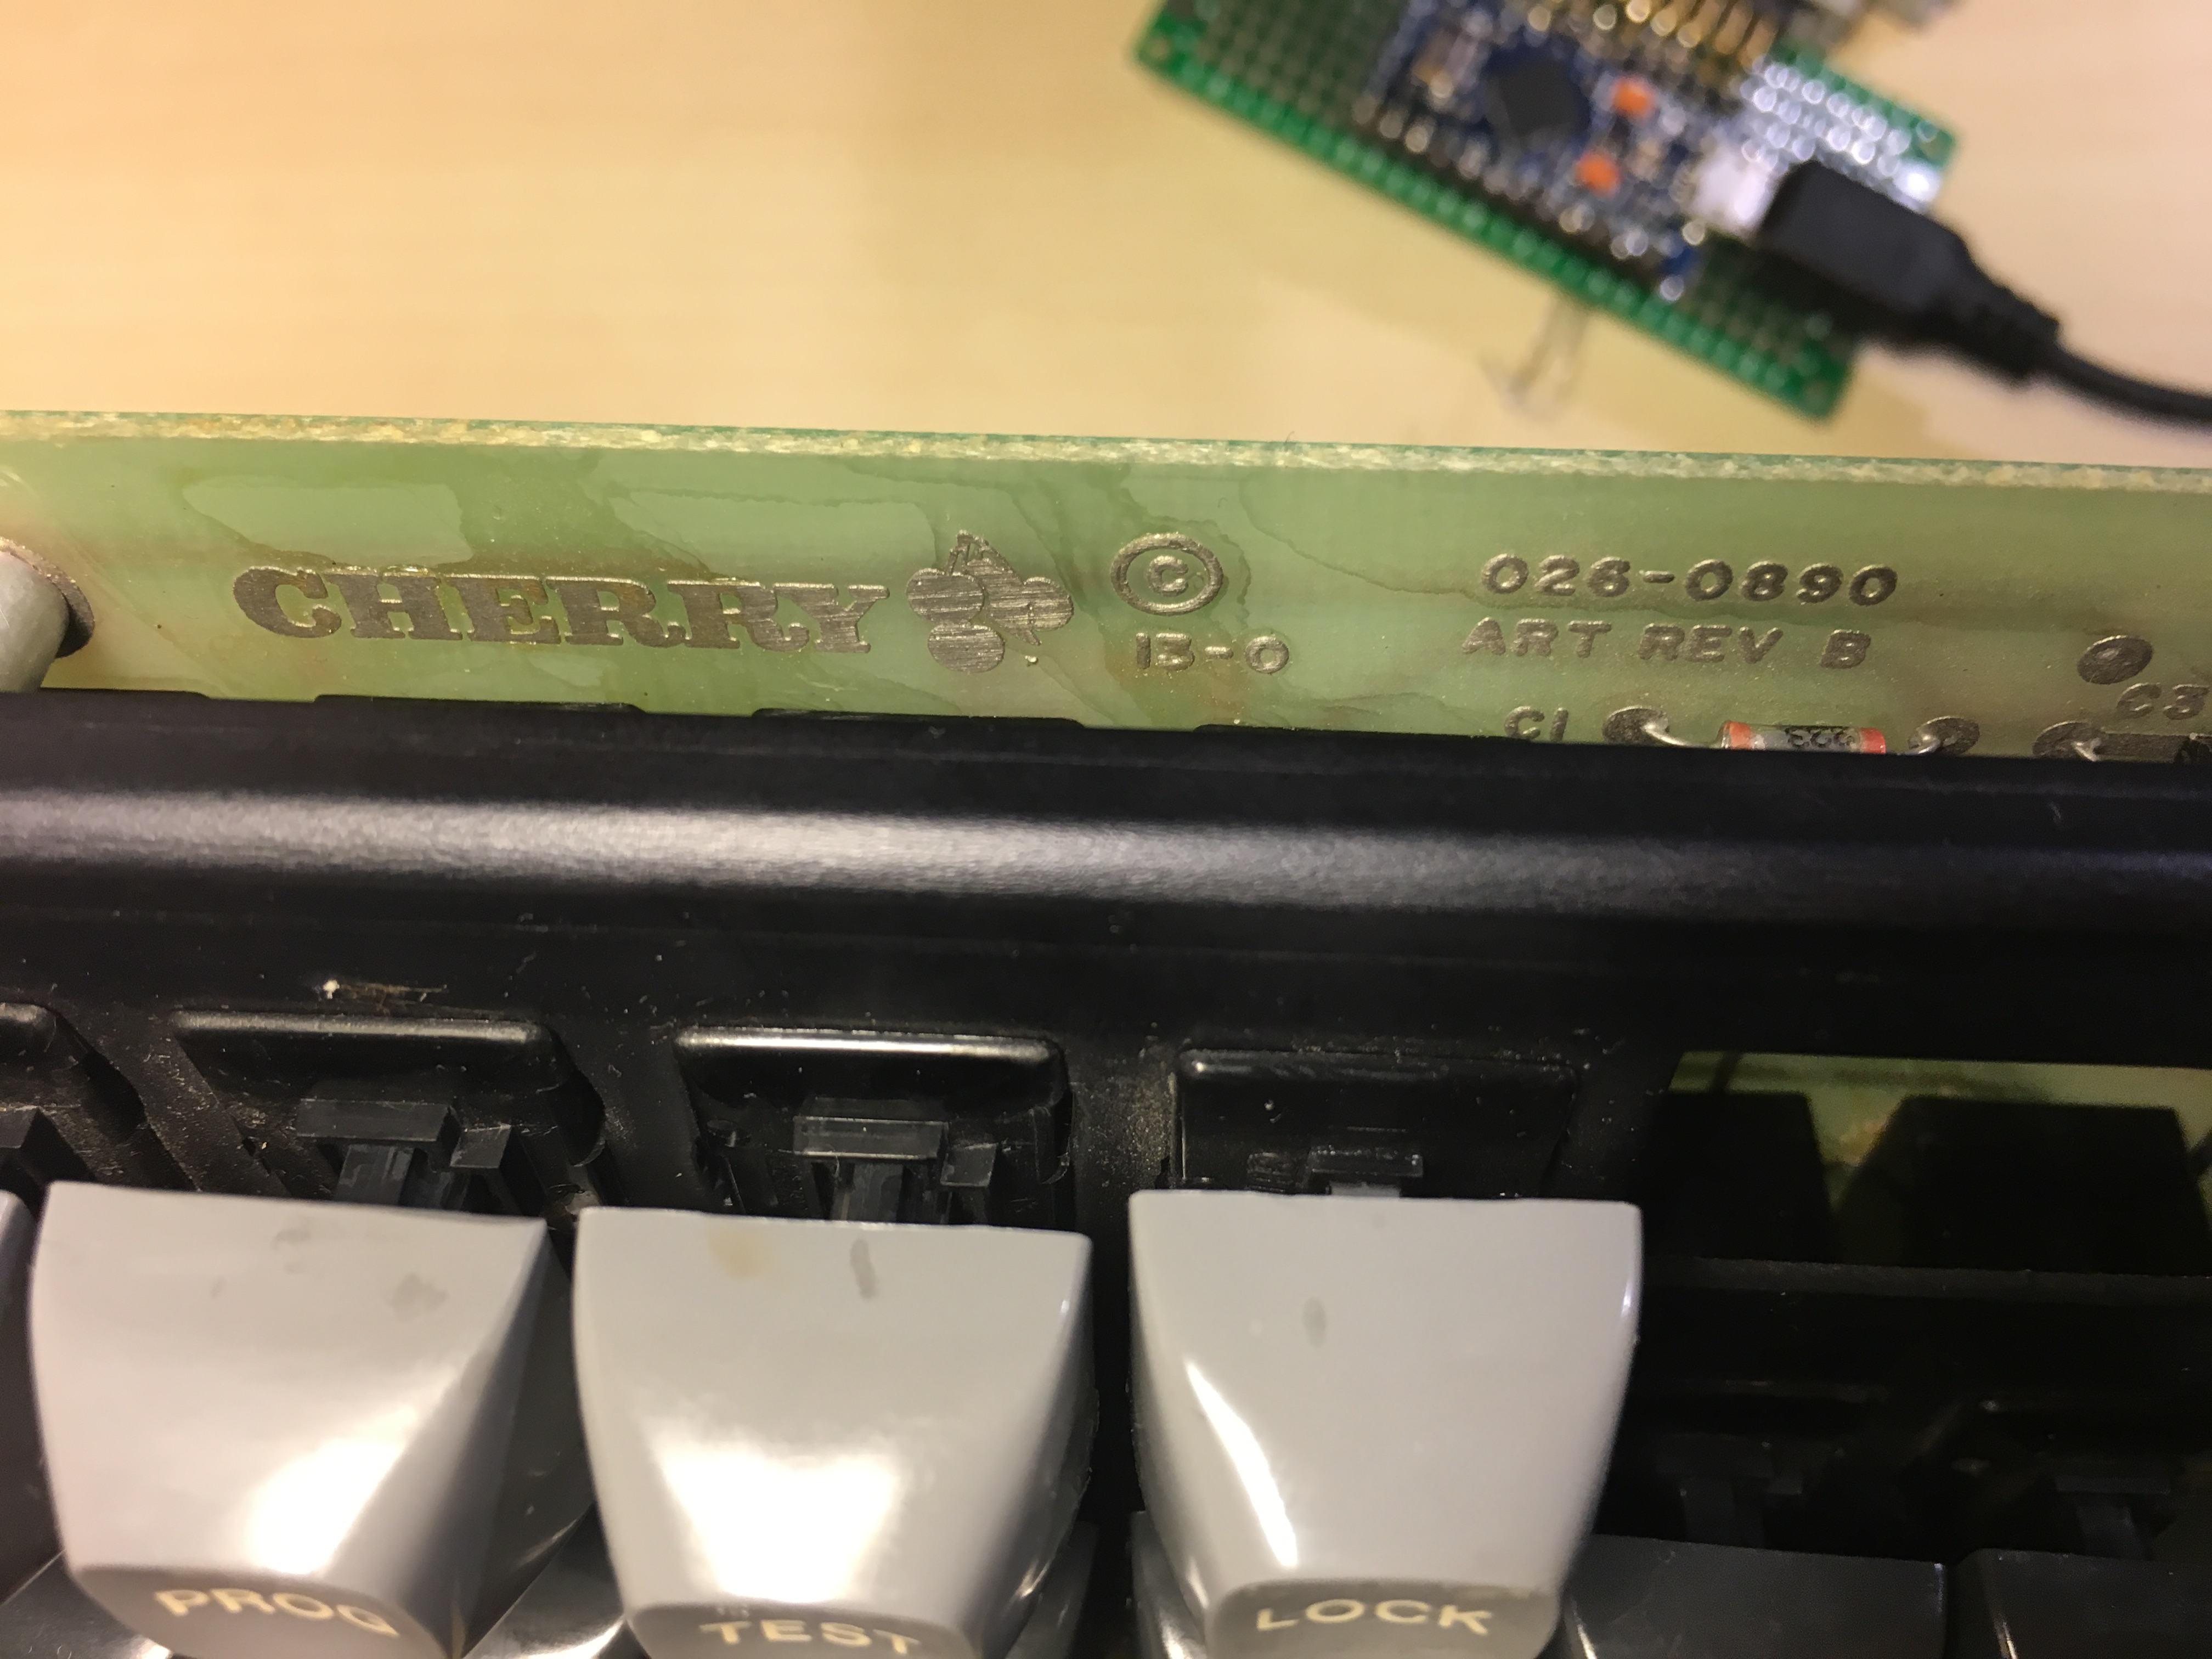 CHERRY ©
13-0
026-0890
ART REV B
C1
C3
PROG
TEST
LOCK